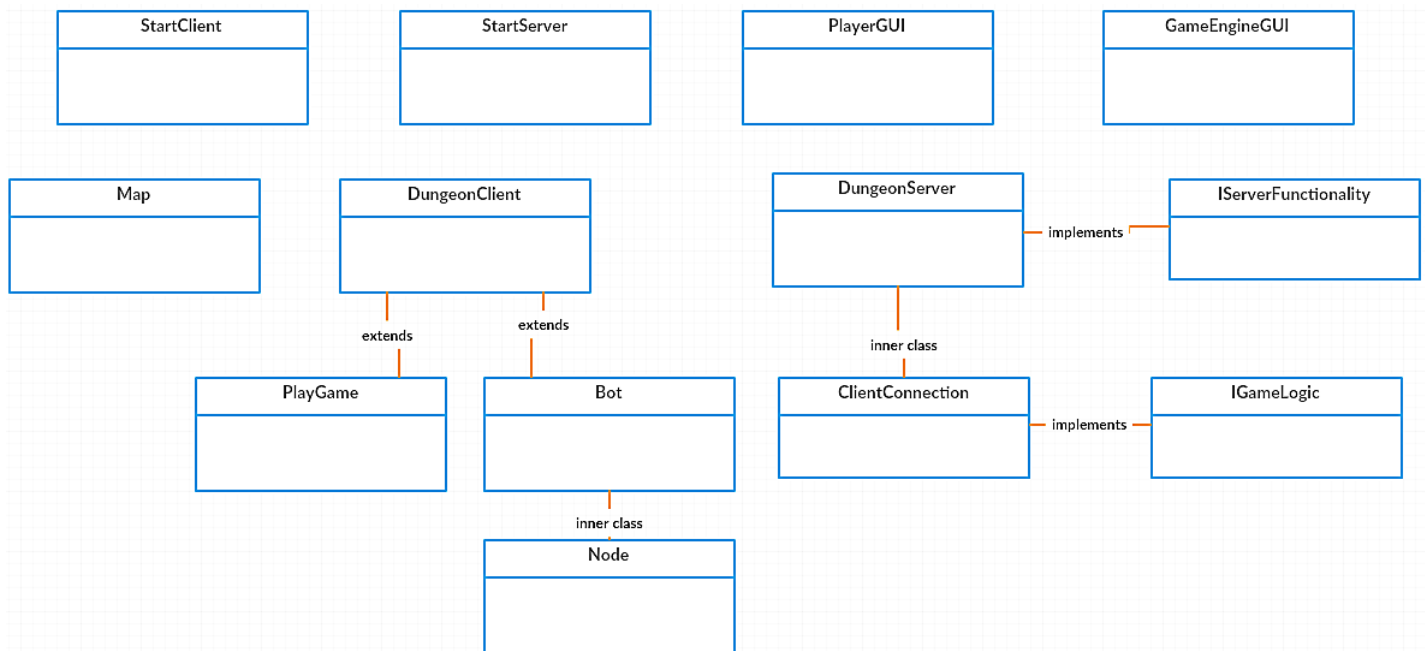 StartClient
StartServer
PlayerGUI
GameEngineGUI
Map
DungeonClient
DungeonServer
IServerFunctionality
implements
extends
extends
inner class
PlayGame
Bot
ClientConnection
IGameLogic
implements
inner class
Node